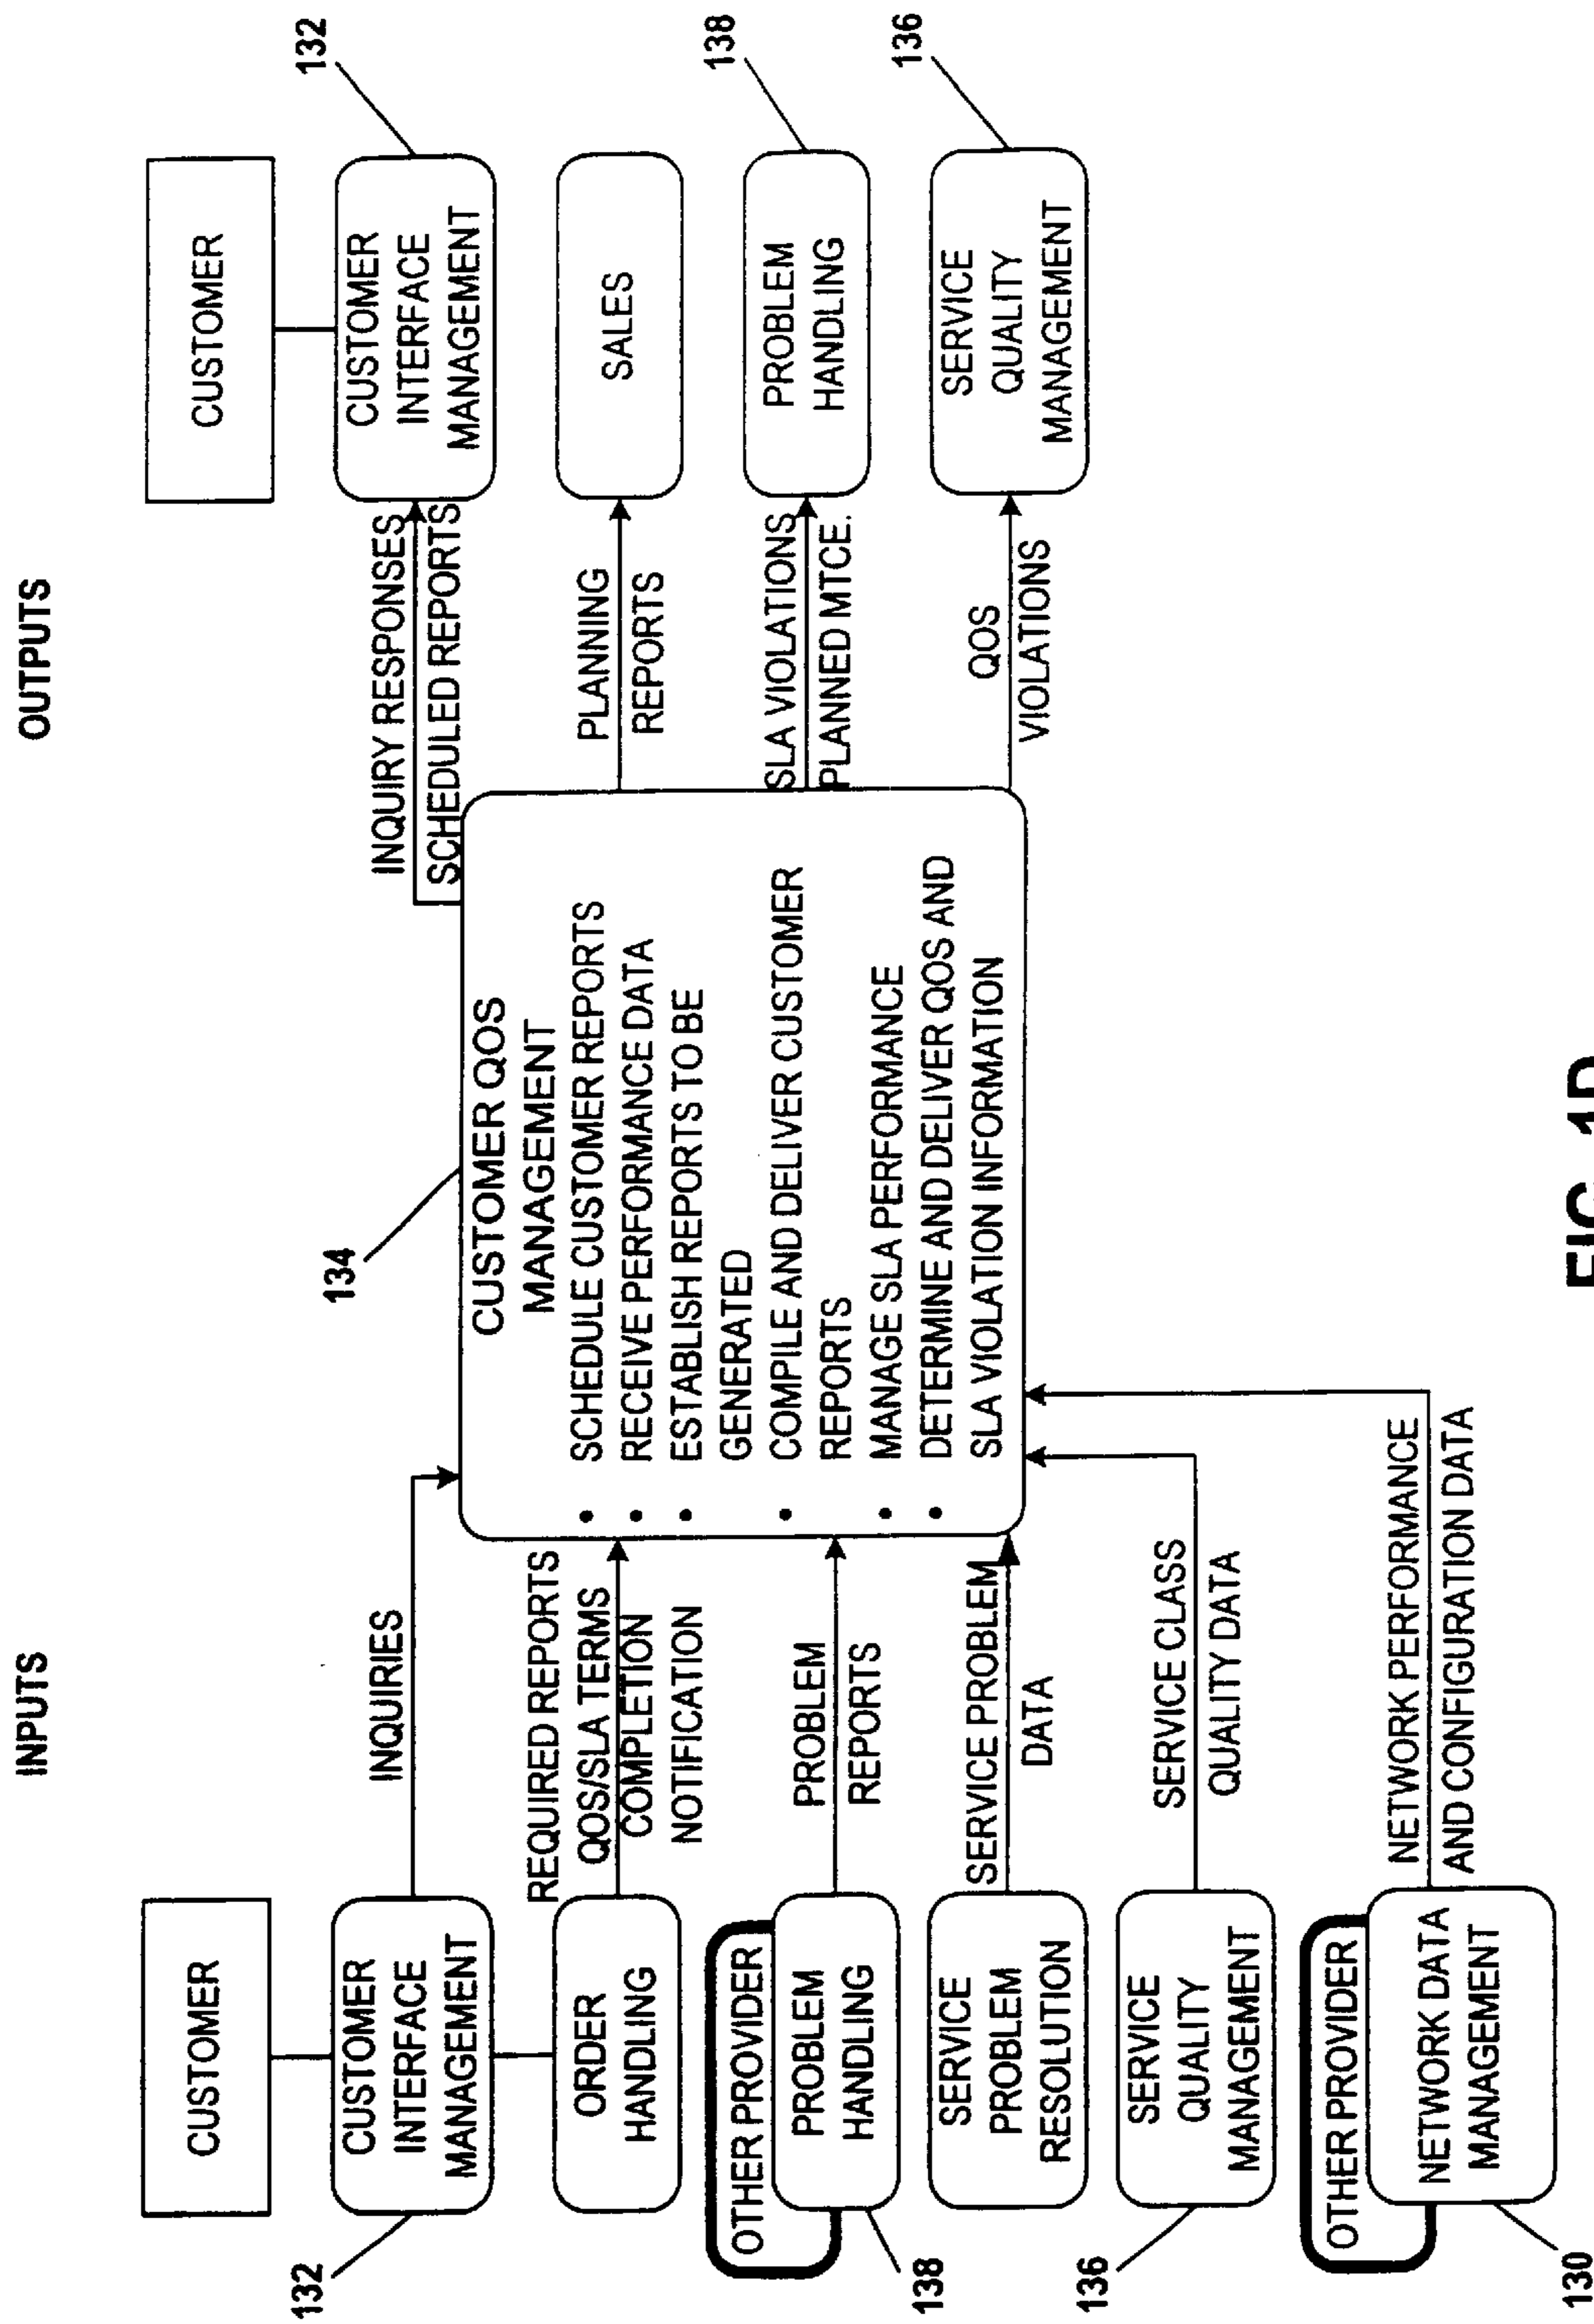 INPUTS
OUTPUTS
CUSTOMER
CUSTOMER
INTERFACE
MANAGEMENT
132
INQUIRIES
ORDER
HANDLING
REQUIRED REPORTS
QOS/SLA TERMS
COMPLETION
NOTIFICATION
OTHER PROVIDER
PROBLEM
HANDLING
138
PROBLEM
REPORTS
SERVICE
PROBLEM
RESOLUTION
SERVICE PROBLEM
DATA
SERVICE
QUALITY
MANAGEMENT
136
SERVICE CLASS
QUALITY DATA
OTHER PROVIDER
NETWORK DATA
MANAGEMENT
130
NETWORK PERFORMANCE
AND CONFIGURATION DATA
134
CUSTOMER QOS
MANAGEMENT
• SCHEDULE CUSTOMER REPORTS
• RECEIVE PERFORMANCE DATA
• ESTABLISH REPORTS TO BE
GENERATED
• COMPILE AND DELIVER CUSTOMER
REPORTS
• MANAGE SLA PERFORMANCE
• DETERMINE AND DELIVER QOS AND
SLA VIOLATION INFORMATION
INQUIRY RESPONSES
SCHEDULED REPORTS
PLANNING
REPORTS
SLA VIOLATIONS
PLANNED MTCE.
QOS
VIOLATIONS
CUSTOMER
CUSTOMER
INTERFACE
MANAGEMENT
132
SALES
PROBLEM
HANDLING
138
SERVICE
QUALITY
MANAGEMENT
136